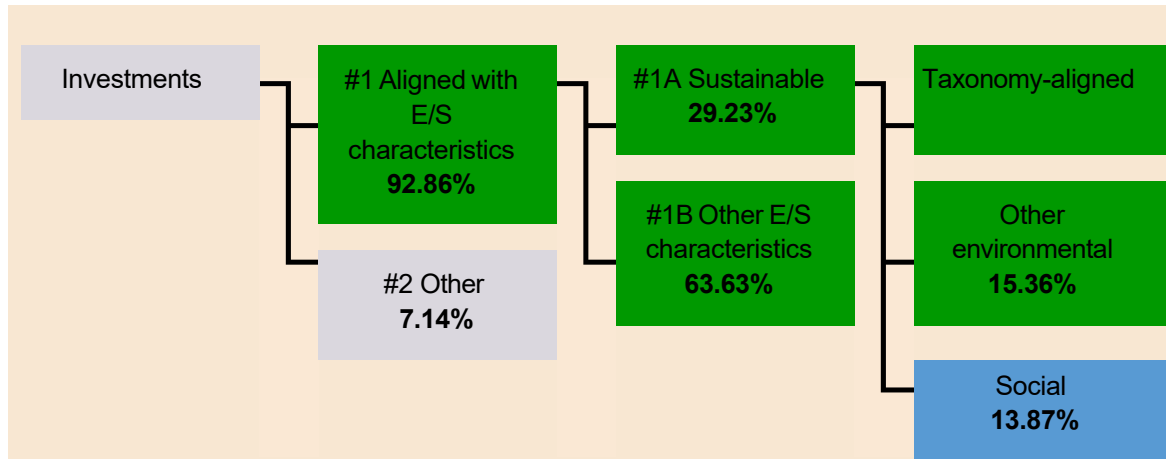 Investments
#1 Aligned with
E/S
characteristics
92.86%
#2 Other
7.14%
#1A Sustainable
29.23%
#1B Other E/S
characteristics
63.63%
Taxonomy-aligned
Other
environmental
15.36%
Social
13.87%